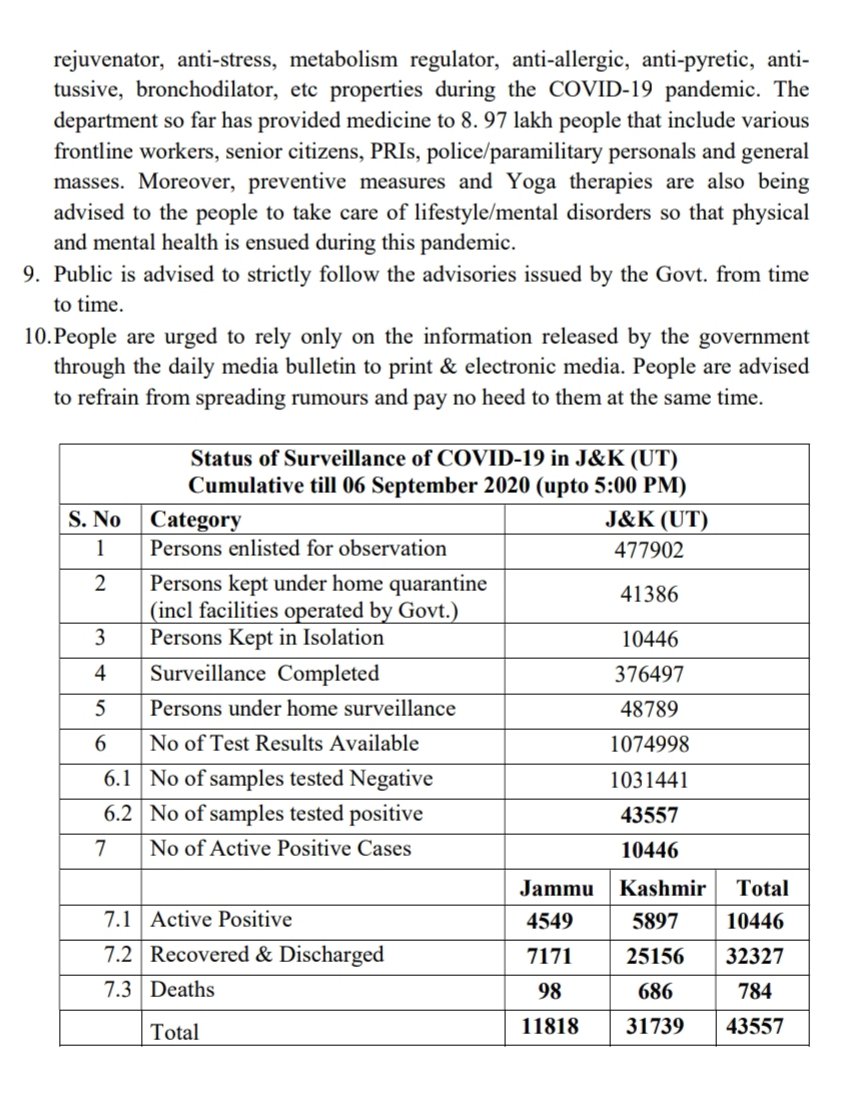 rejuvenator, anti-stress, metabolism regulator, anti-allergic, anti-pyretic, anti-
tussive, bronchodilator, etc properties during the COVID-19 pandemic. The
department so far has provided medicine to 8. 97 lakh people that include various
frontline workers, senior citizens, PRIs, police/paramilitary personals and general
masses. Moreover, preventive measures and Yoga therapies are also being
advised to the people to take care of lifestyle/mental disorders so that physical
and mental health is ensued during this pandemic.
9. Public is advised to strictly follow the advisories issued by the Govt. from time
to time.
10.People are urged to rely only on the information released by the government
through the daily media bulletin to print & electronic media. People are advised
to refrain from spreading rumours and pay no heed to them at the same time.
Status of Surveillance of COVID-19 in J&K (UT)
Cumulative till 06 September 2020 (upto 5:00 PM)
S. No Category J&K (UT)
1 Persons enlisted for observation 477902
2 Persons kept under home quarantine
(incl facilities operated by Govt.) 41386
3 Persons Kept in Isolation 10446
4 Surveillance Completed 376497
5 Persons under home surveillance 48789
6 No of Test Results Available 1074998
6.1 No of samples tested Negative 1031441
6.2 No of samples tested positive 43557
7 No of Active Positive Cases 10446
Jammu Kashmir Total
7.1 Active Positive 4549 5897 10446
7.2 Recovered & Discharged 7171 25156 32327
7.3 Deaths 98 686 784
Total 11818 31739 43557